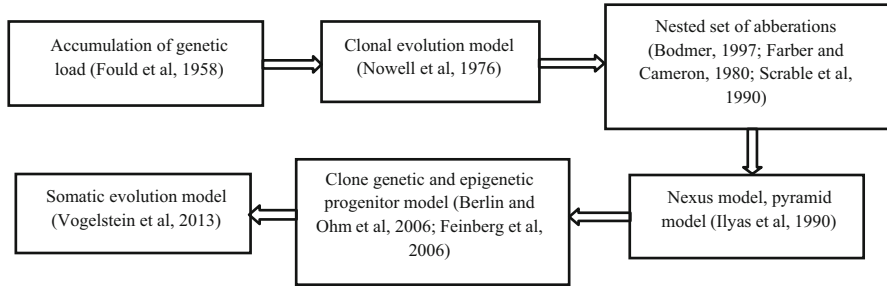 Accumulation of genetic
load (Fould et al, 1958)
Clonal evolution model
(Nowell et al, 1976)
Nested set of abberations
(Bodmer, 1997; Farber and
Cameron, 1980; Scrable et al,
1990)
Nexus model, pyramid
model (Ilyas et al, 1990)
Clone genetic and epigenetic
progenitor model (Berlin and
Ohm et al, 2006; Feinberg et al,
2006)
Somatic evolution model
(Vogelstein et al, 2013)